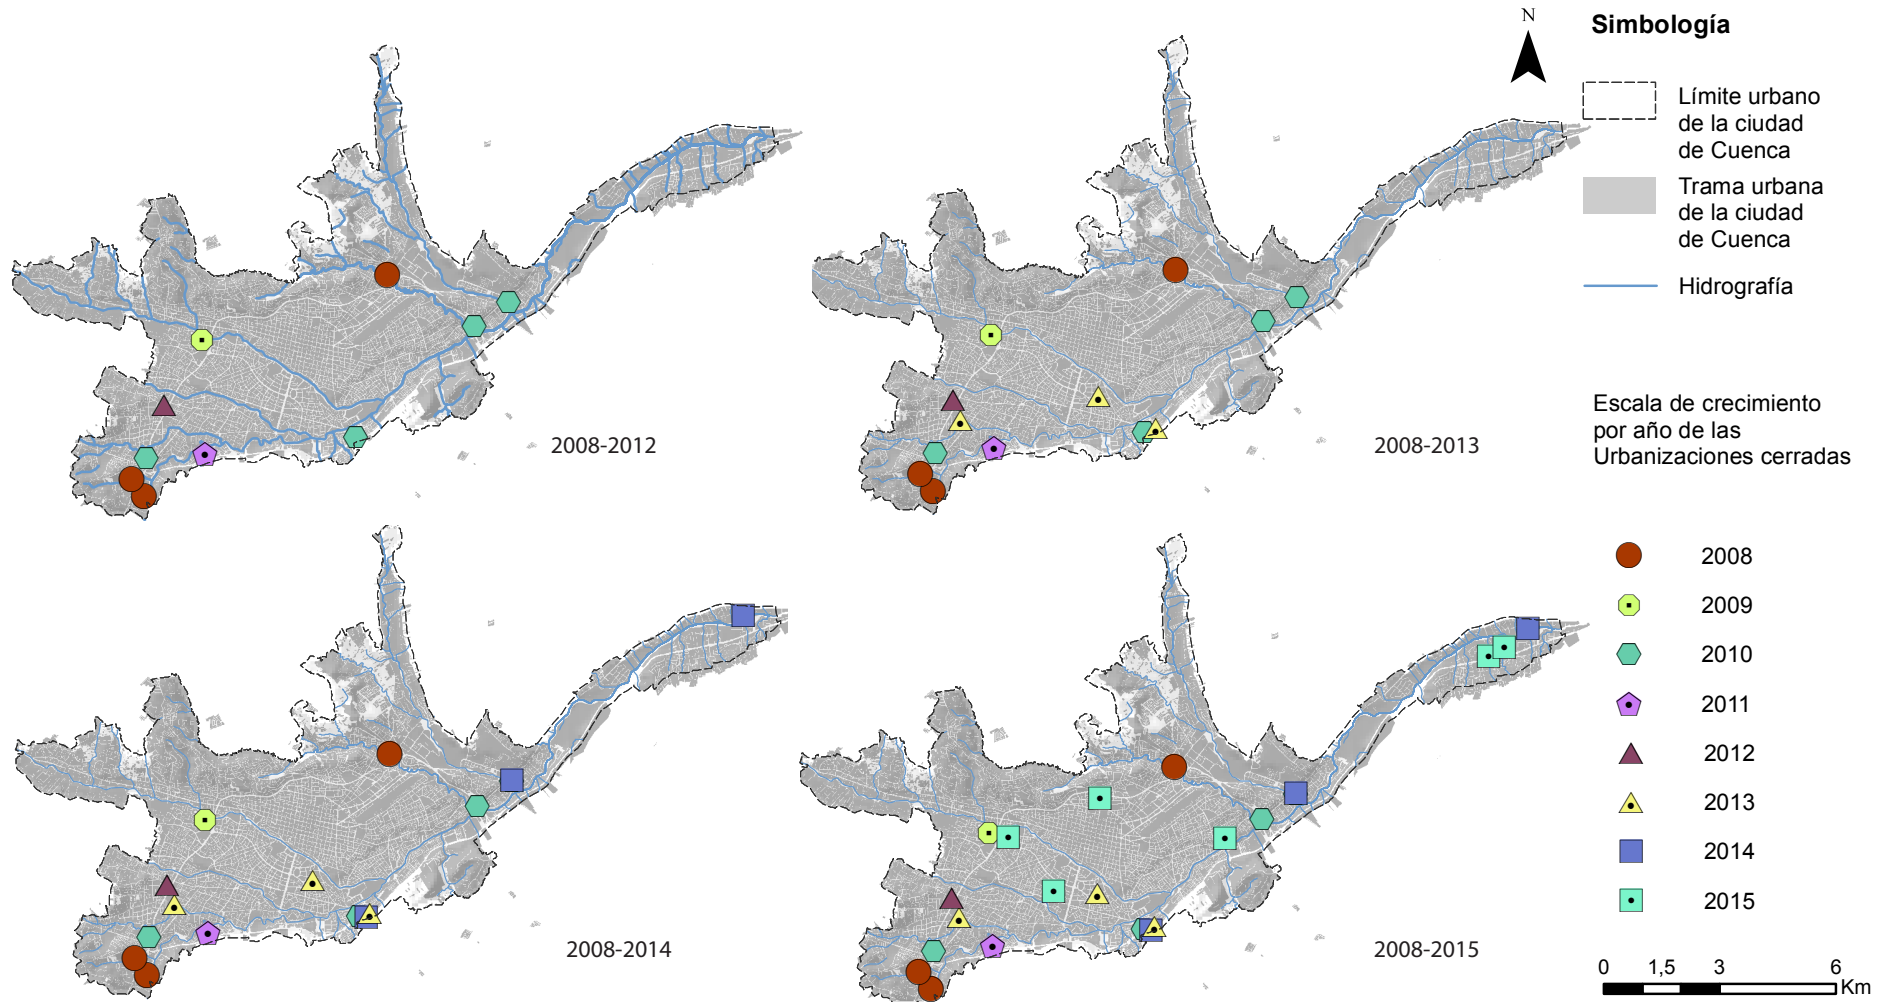 N
Simbología
Límite urbano
de la ciudad
de Cuenca
Trama urbana
de la ciudad
de Cuenca
Hidrografía
Escala de crecimiento
por año de las
Urbanizaciones cerradas
2008
2009
2010
2011
2012
2013
2014
2015
0 1,5 3 6
Km
2008-2012
2008-2013
2008-2014
2008-2015